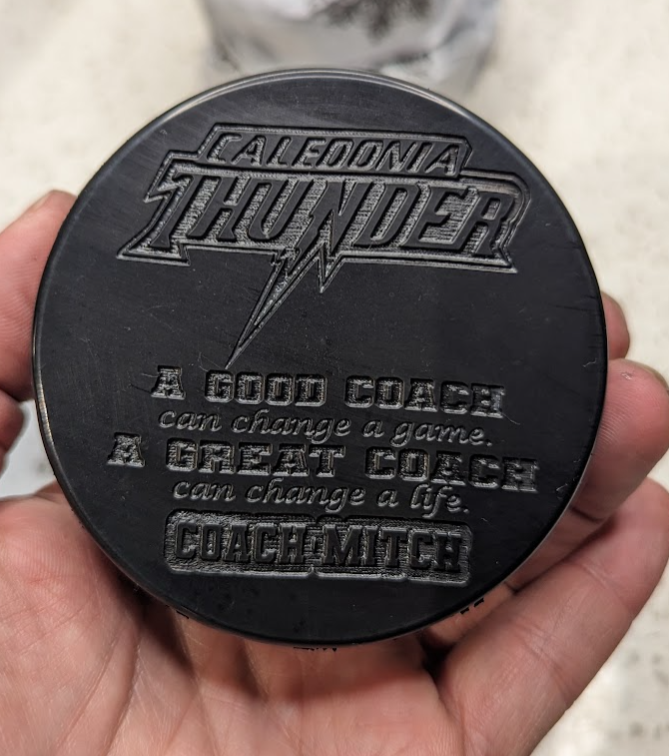 CALEDONIA
THUNDER
A GOOD COACH
can change a game.
A GREAT COACH
can change a life.
COACH MITCH